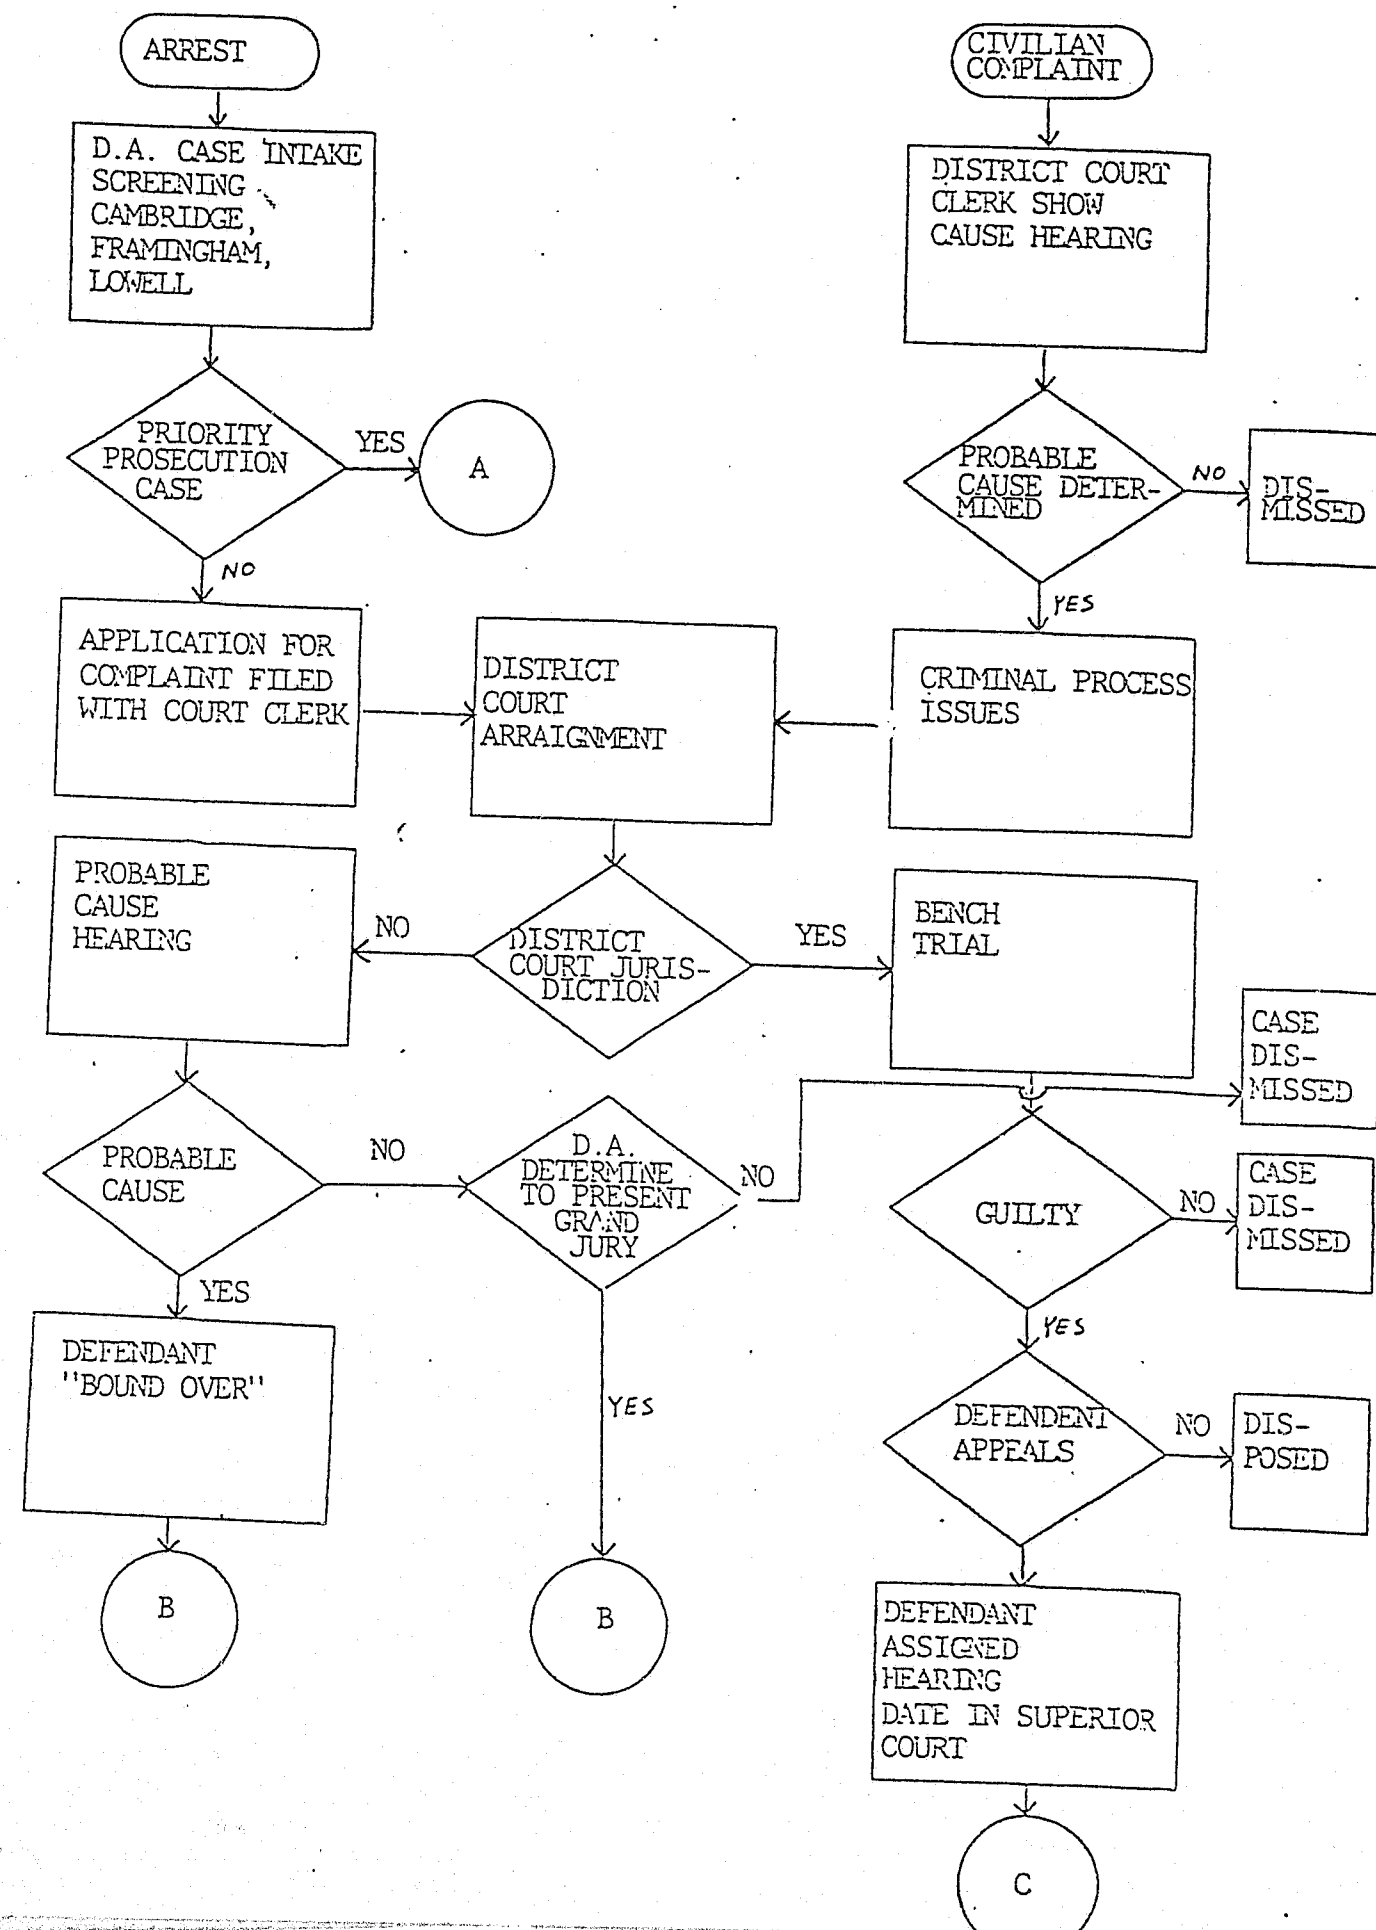 ARREST
D.A. CASE INTAKE
SCREENING
CAMBRIDGE,
FRAMINGHAM,
LOWELL
PRIORITY
PROSECUTION
CASE
YES
A
NO
APPLICATION FOR
COMPLAINT FILED
WITH COURT CLERK
DISTRICT
COURT
ARRAIGNMENT
CIVILIAN
COMPLAINT
DISTRICT COURT
CLERK SHOW
CAUSE HEARING
PROBABLE
CAUSE DETER-
MINED
NO
DIS-
MISSED
YES
CRIMINAL PROCESS
ISSUES
DISTRICT
COURT JURIS-
DICTION
NO
YES
PROBABLE
CAUSE
HEARING
BENCH
TRIAL
PROBABLE
CAUSE
NO
D.A.
DETERMINE
TO PRESENT
GRAND
JURY
NO
CASE
DIS-
MISSED
GUILTY
NO
CASE
DIS-
MISSED
YES
DEFENDANT
"BOUND OVER"
B
YES
B
YES
DEFENDENT
APPEALS
NO
DIS-
POSED
DEFENDANT
ASSIGNED
HEARING
DATE IN SUPERIOR
COURT
C